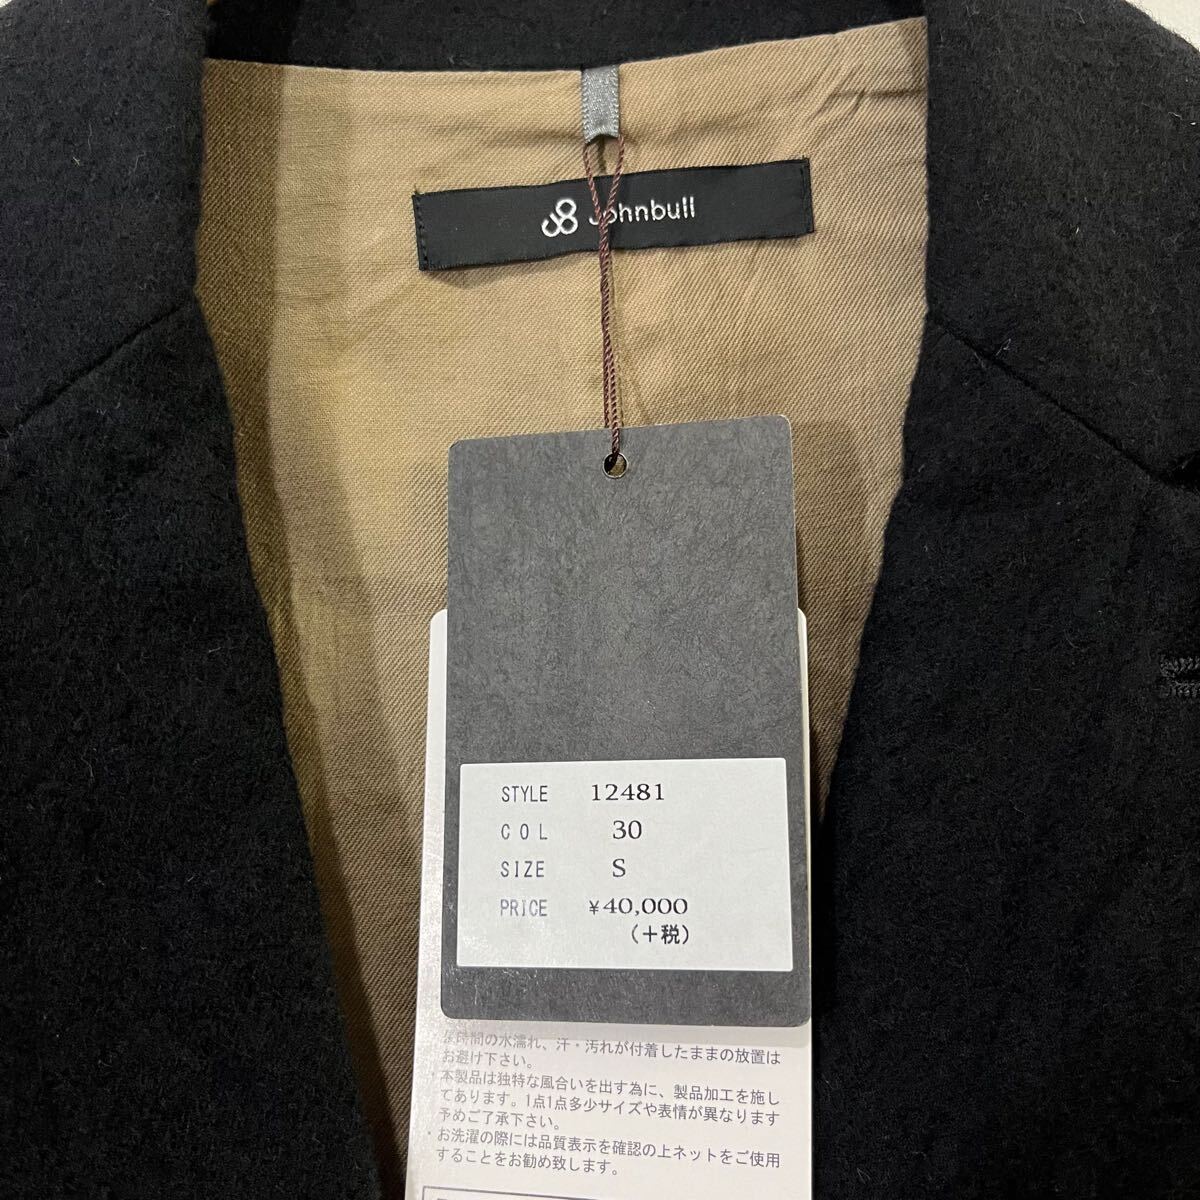 Johnbull
STYLE 12481
COL 30
SIZE S
PRICE ¥40,000
(+税)
時間の水濡れ、汗・汚れが付着したままの放置は
お避け下さい。
・本製品は独特な風合いを出す為に、製品加工を施し
てあります。1点1点多少サイズや表情が異なります
予めご了承下さい。
・お洗濯の際には品質表示を確認の上ネットをご使用
することをお勧め致します。